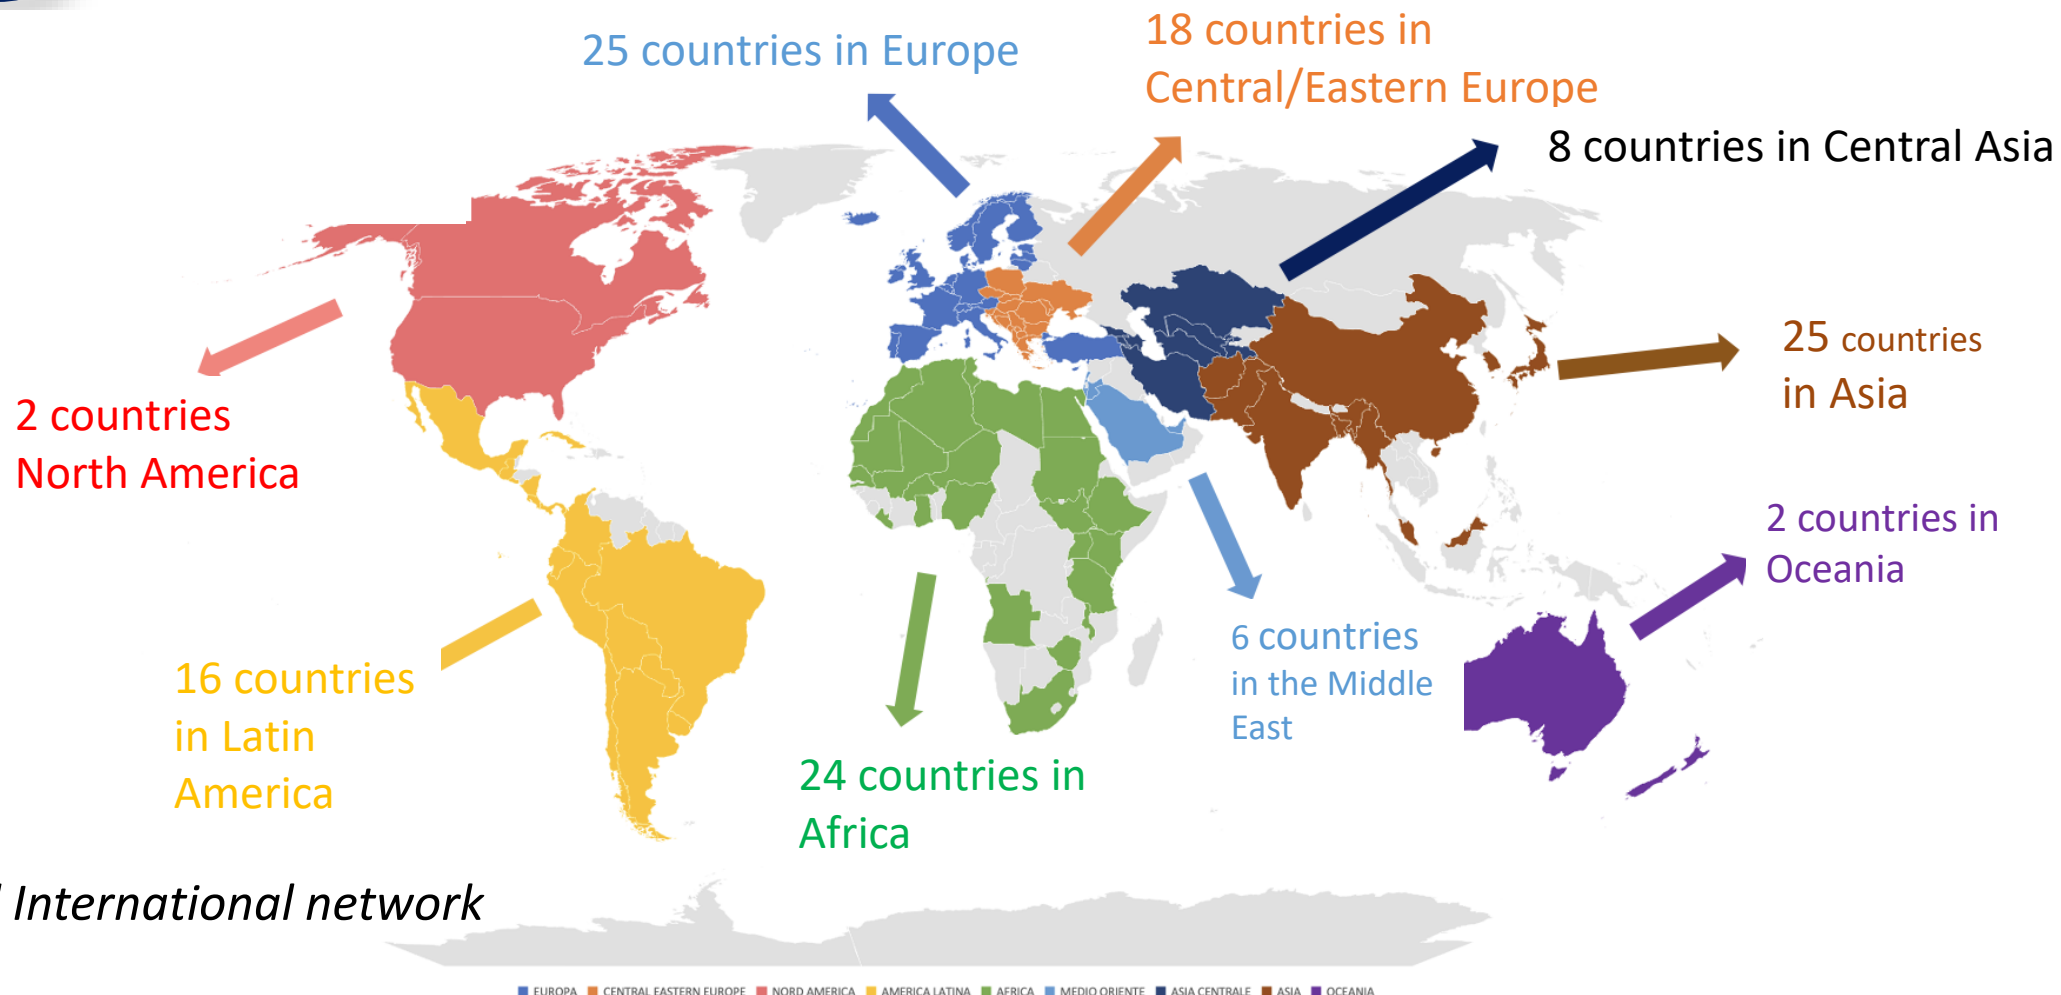 25 countries in Europe
18 countries in
Central/Eastern Europe
8 countries in Central Asia
25 countries
in Asia
2 countries
North America
2 countries in
Oceania
6 countries
in the Middle
East
16 countries
in Latin
America
24 countries in
Africa
International network
EUROPA CENTRAL EASTERN EUROPE NORD AMERICA AMERICA LATINA AFRICA MEDIO ORIENTE ASIA CENTRALE ASIA OCEANIA